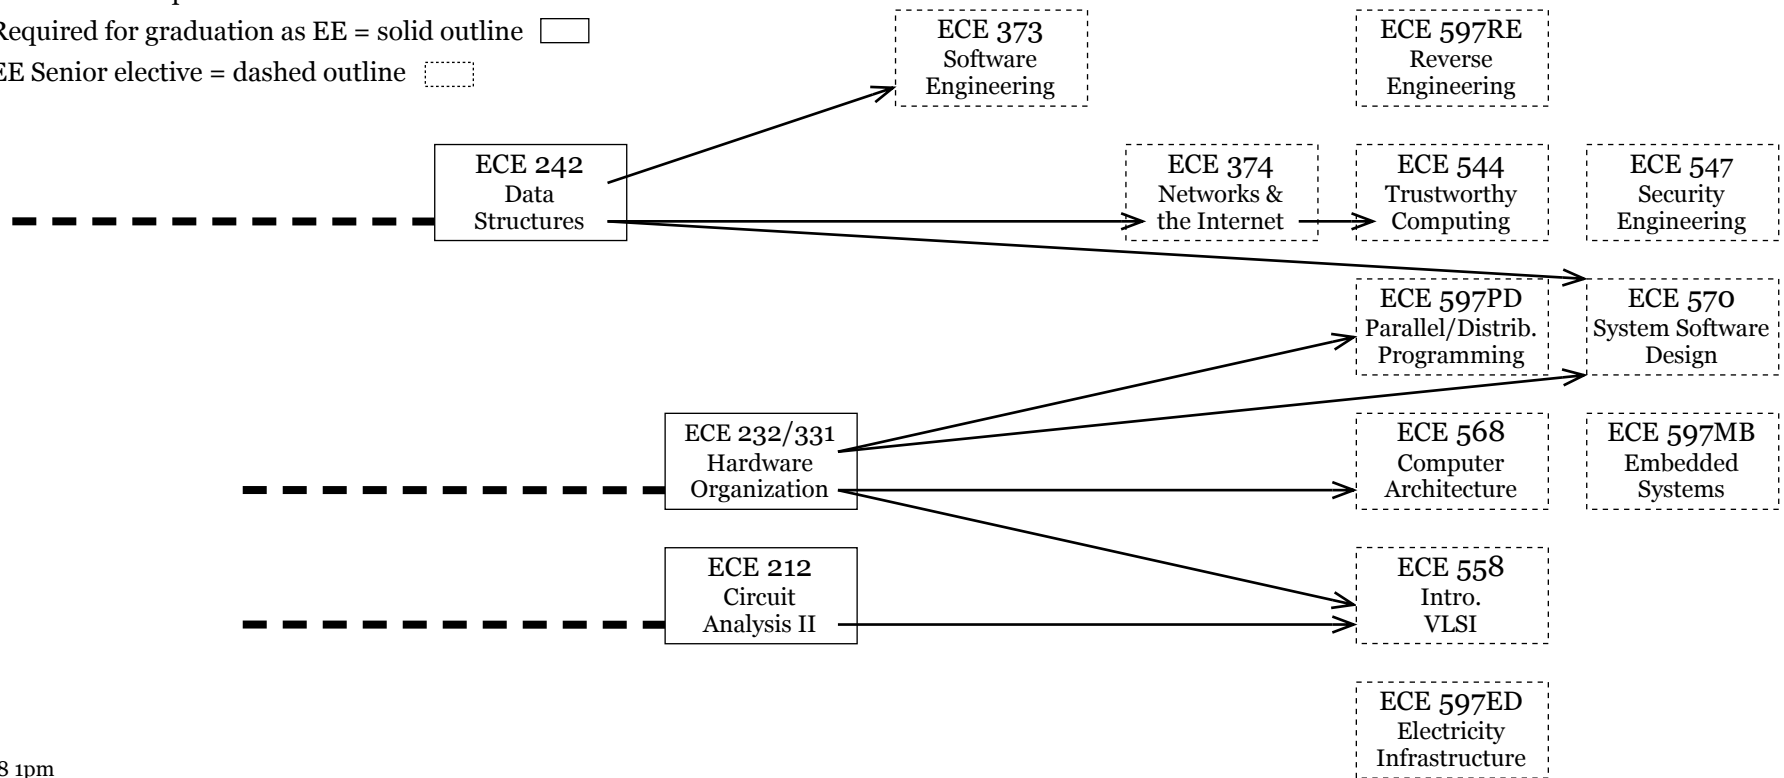 Required for graduation as EE = solid outline
EE Senior elective = dashed outline
ECE 373
Software
Engineering
ECE 597RE
Reverse
Engineering
ECE 242
Data
Structures
ECE 374
Networks &
the Internet
ECE 544
Trustworthy
Computing
ECE 547
Security
Engineering
ECE 597PD
Parallel/Distrib.
Programming
ECE 570
System Software
Design
ECE 232/331
Hardware
Organization
ECE 568
Computer
Architecture
ECE 597MB
Embedded
Systems
ECE 212
Circuit
Analysis II
ECE 558
Intro.
VLSI
ECE 597ED
Electricity
Infrastructure
8 1pm